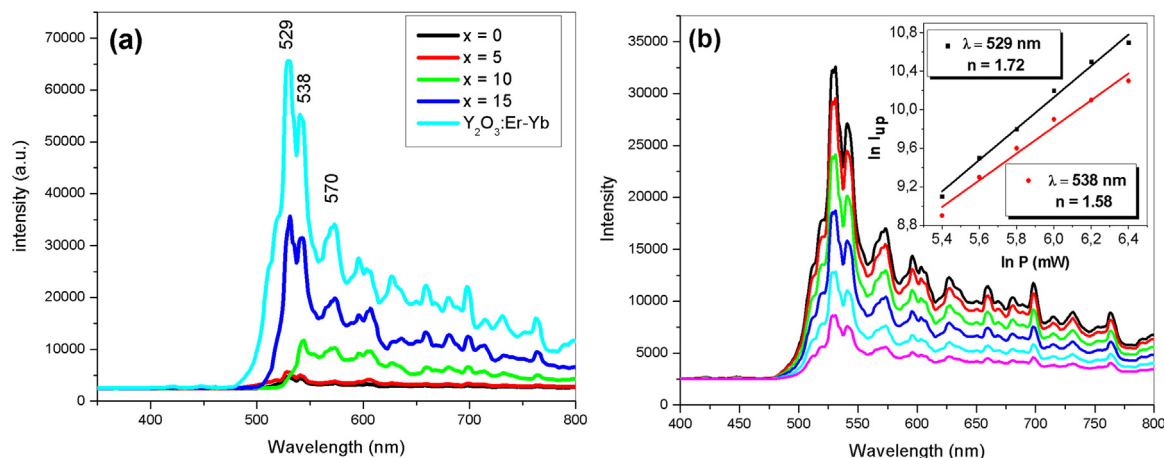 (a)
529
538
570
x = 0
x = 5
x = 10
x = 15
Y₂O₃:Er-Yb
70000
60000
50000
40000
30000
20000
10000
0
intensity (a.u.)
400
500
600
700
800
Wavelength (nm)
(b)
35000
30000
25000
20000
15000
10000
5000
0
Intensity
400
450
500
550
600
650
700
750
800
Wavelength (nm)
λ = 529 nm
n = 1.72
λ = 538 nm
n = 1.58
10,8
10,4
10,0
9,6
9,2
8,8
ln I_up
5,4
5,6
5,8
6,0
6,2
6,4
ln P (mW)